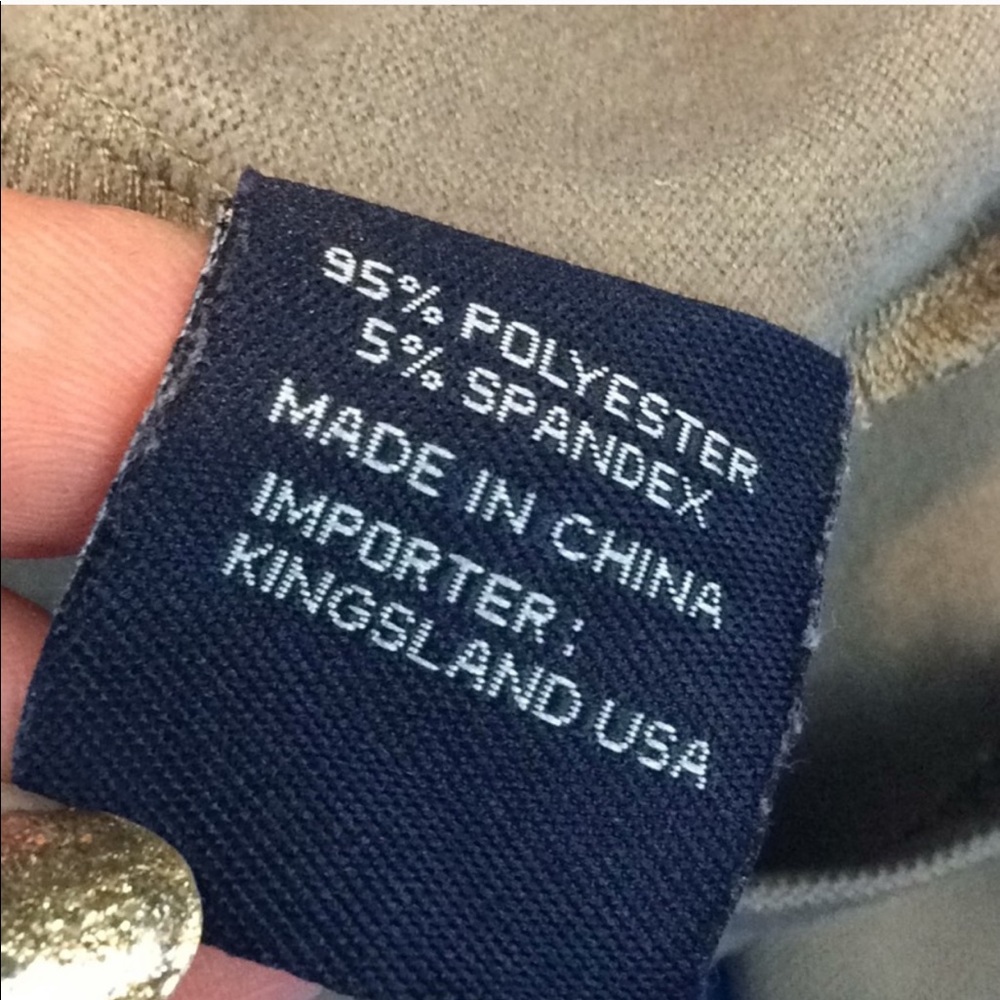 95% POLYESTER
5% SPANDEX
MADE IN CHINA
IMPORTER:
KINGSLAND USA